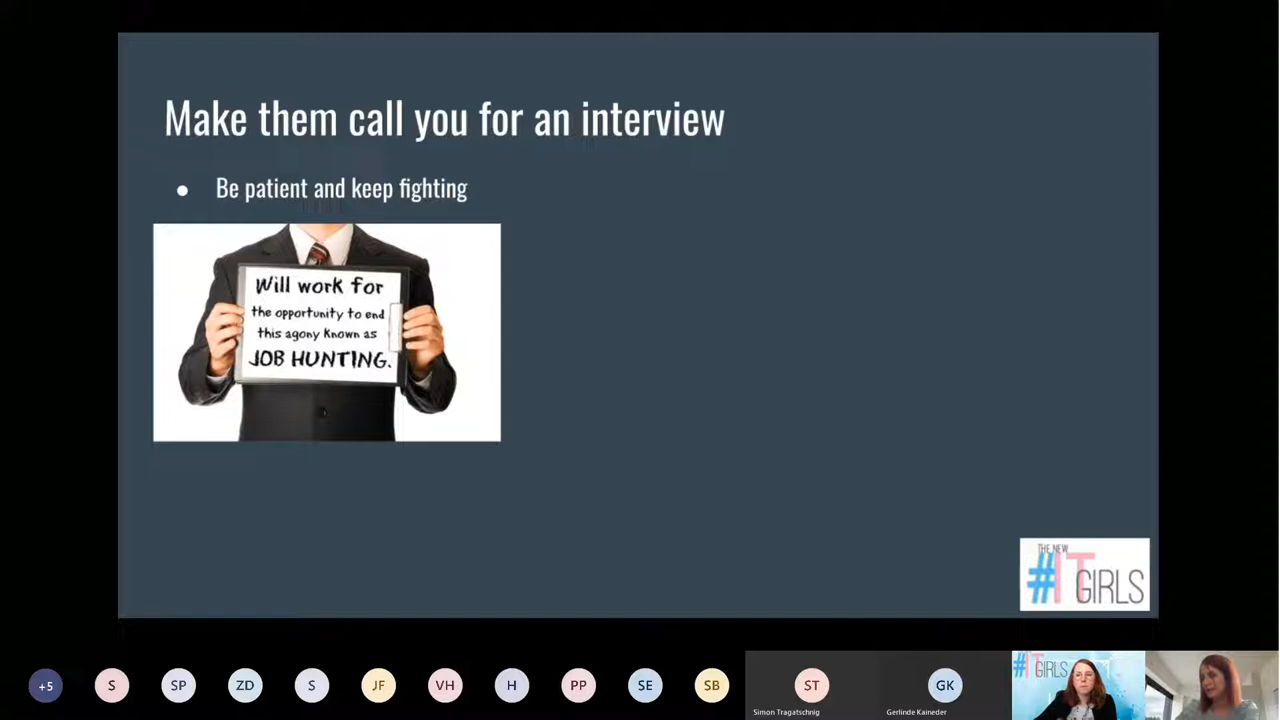 Make them call you for an interview
● Be patient and keep fighting
Will work for
the opportunity to end
this agony known as
JOB HUNTING.
THE NEW
#IT
GIRLS
+5
S
SP
ZD
S
JF
VH
H
PP
SE
SB
ST
Simon Tragatschnig
GK
Gerlinde Kaineder
#IT GIRLS